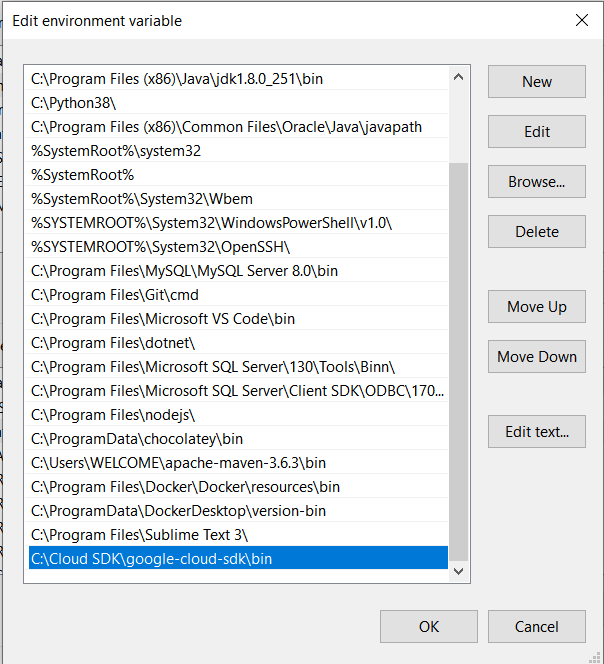 Edit environment variable
C:\Program Files (x86)\Java\jdk1.8.0_251\bin
C:\Python38\
C:\Program Files (x86)\Common Files\Oracle\Java\javapath
%SystemRoot%\system32
%SystemRoot%
%SystemRoot%\System32\Wbem
%SYSTEMROOT%\System32\WindowsPowerShell\v1.0\
%SYSTEMROOT%\System32\OpenSSH\
C:\Program Files\MySQL\MySQL Server 8.0\bin
C:\Program Files\Git\cmd
C:\Program Files\Microsoft VS Code\bin
C:\Program Files\dotnet\
C:\Program Files\Microsoft SQL Server\130\Tools\Binn\
C:\Program Files\Microsoft SQL Server\Client SDK\ODBC\170...
C:\Program Files\nodejs\
C:\ProgramData\chocolatey\bin
C:\Users\WELCOME\apache-maven-3.6.3\bin
C:\Program Files\Docker\Docker\resources\bin
C:\ProgramData\DockerDesktop\version-bin
C:\Program Files\Sublime Text 3\
C:\Cloud SDK\google-cloud-sdk\bin
New
Edit
Browse...
Delete
Move Up
Move Down
Edit text...
OK
Cancel